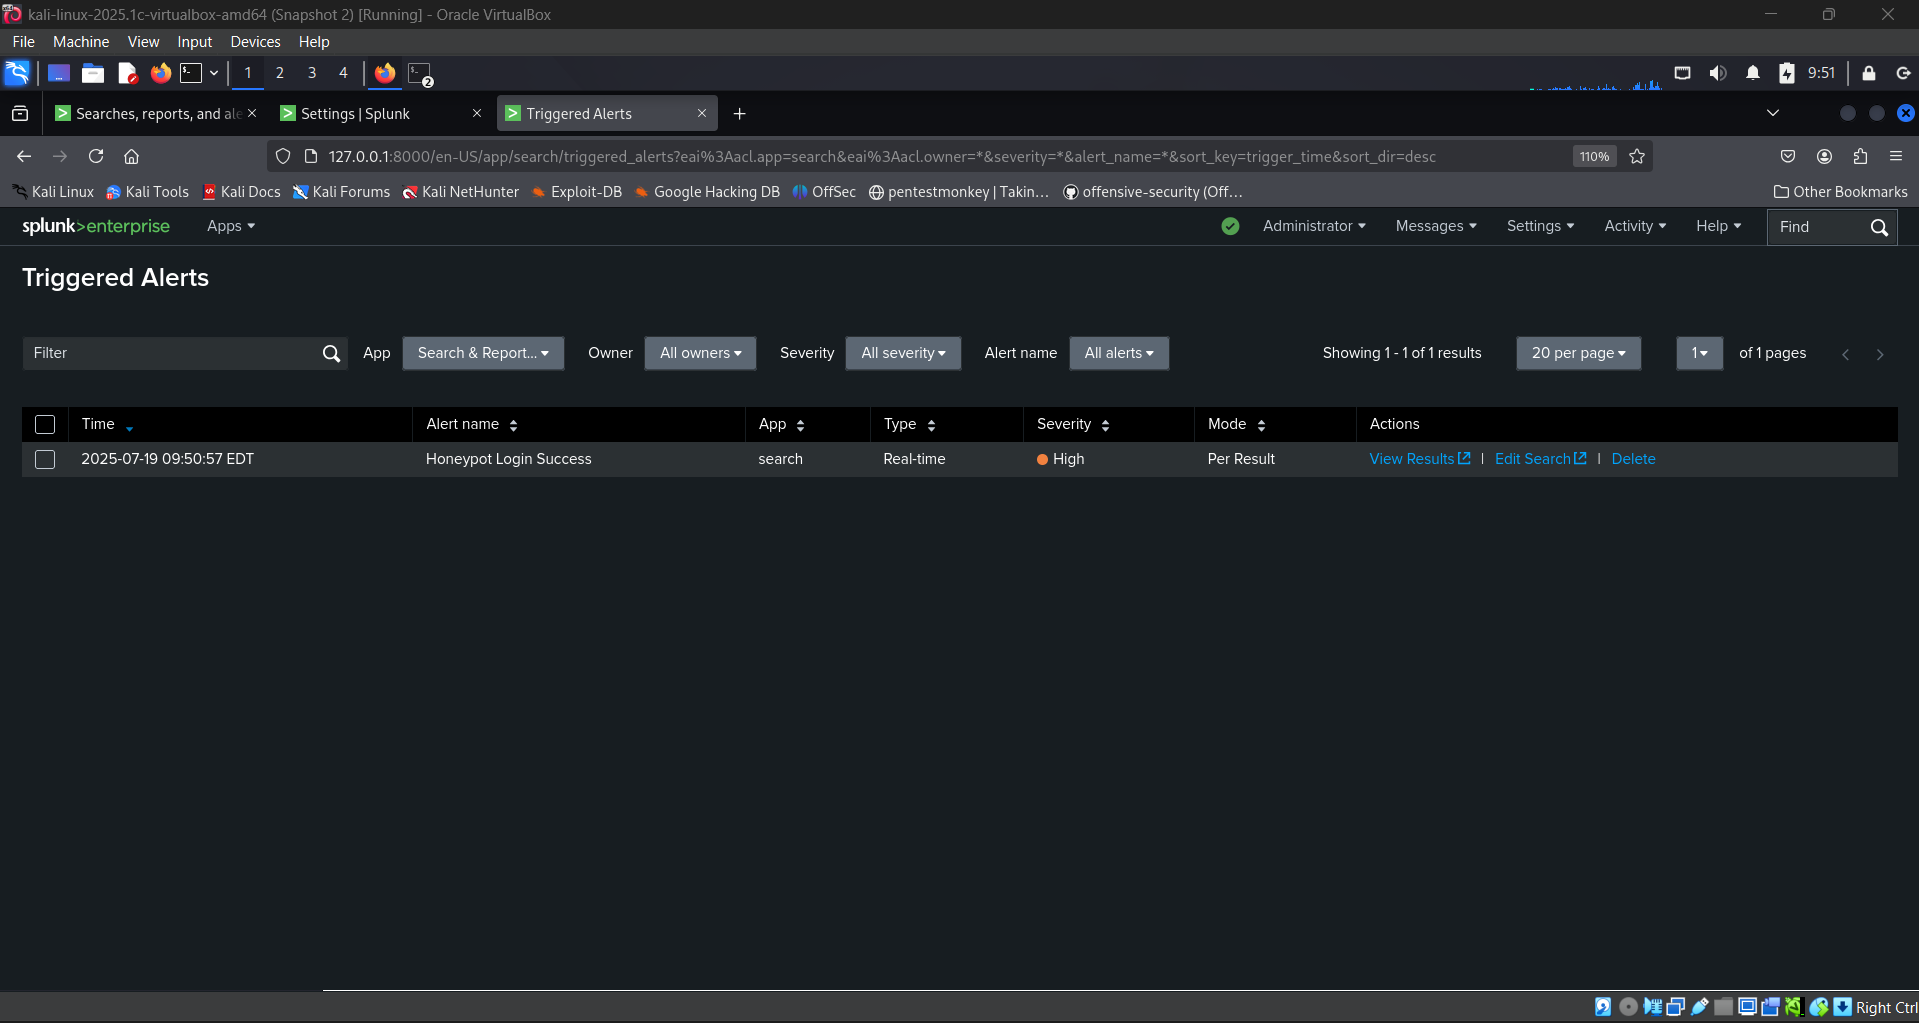 kali-linux-2025.1c-virtualbox-amd64 (Snapshot 2) [Running] - Oracle VirtualBox
File Machine View Input Devices Help
1 2 3 4 2 9:51
Searches, reports, and ale Settings | Splunk Triggered Alerts
127.0.0.1:8000/en-US/app/search/triggered_alerts?eai%3Aacl.app=search&eai%3Aacl.owner=*&severity=*&alert_name=*&sort_key=trigger_time&sort_dir=desc 110%
Kali Linux Kali Tools Kali Docs Kali Forums Kali NetHunter Exploit-DB Google Hacking DB OffSec pentestmonkey | Takin… offensive-security (Off… Other Bookmarks
splunk>enterprise Apps Administrator Messages Settings Activity Help Find
Triggered Alerts
Filter App Search & Report... Owner All owners Severity All severity Alert name All alerts Showing 1 - 1 of 1 results 20 per page 1 of 1 pages
Time Alert name App Type Severity Mode Actions
2025-07-19 09:50:57 EDT Honeypot Login Success search Real-time High Per Result View Results | Edit Search | Delete
Right Ctrl